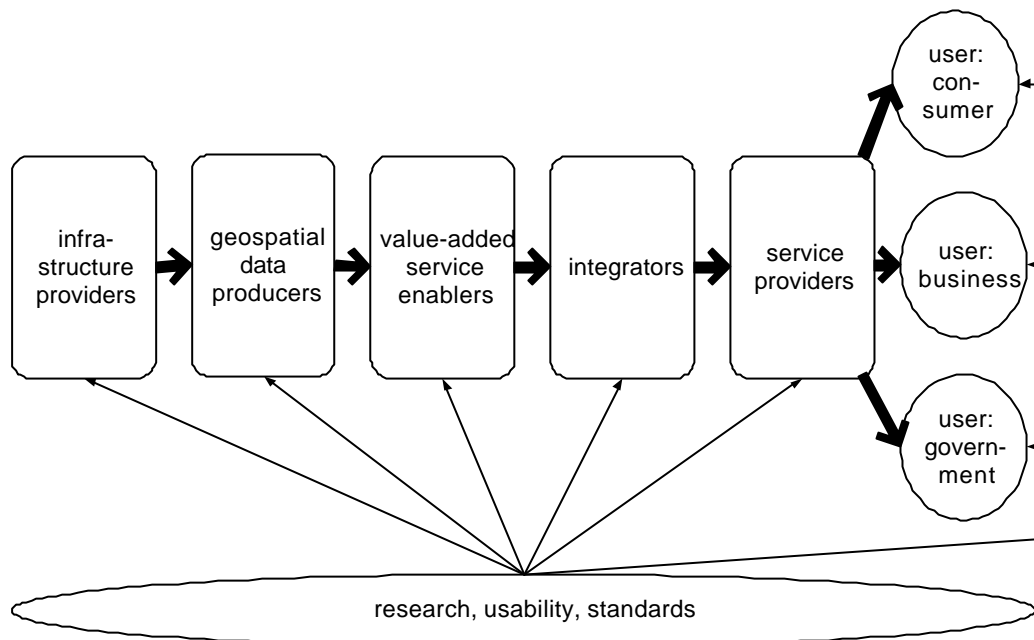 infra-
structure
providers
geospatial
data
producers
value-added
service
enablers
integrators
service
providers
user:
con-
sumer
user:
business
user:
govern-
ment
research, usability, standards